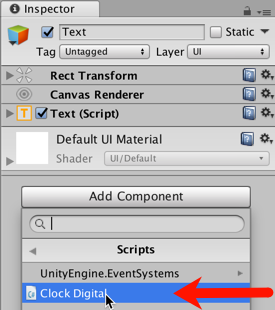 Inspector
Text
Static
Tag Untagged Layer UI
Rect Transform
Canvas Renderer
Text (Script)
Default UI Material
Shader UI/Default
Add Component
Scripts
UnityEngine.EventSystems
Clock Digital